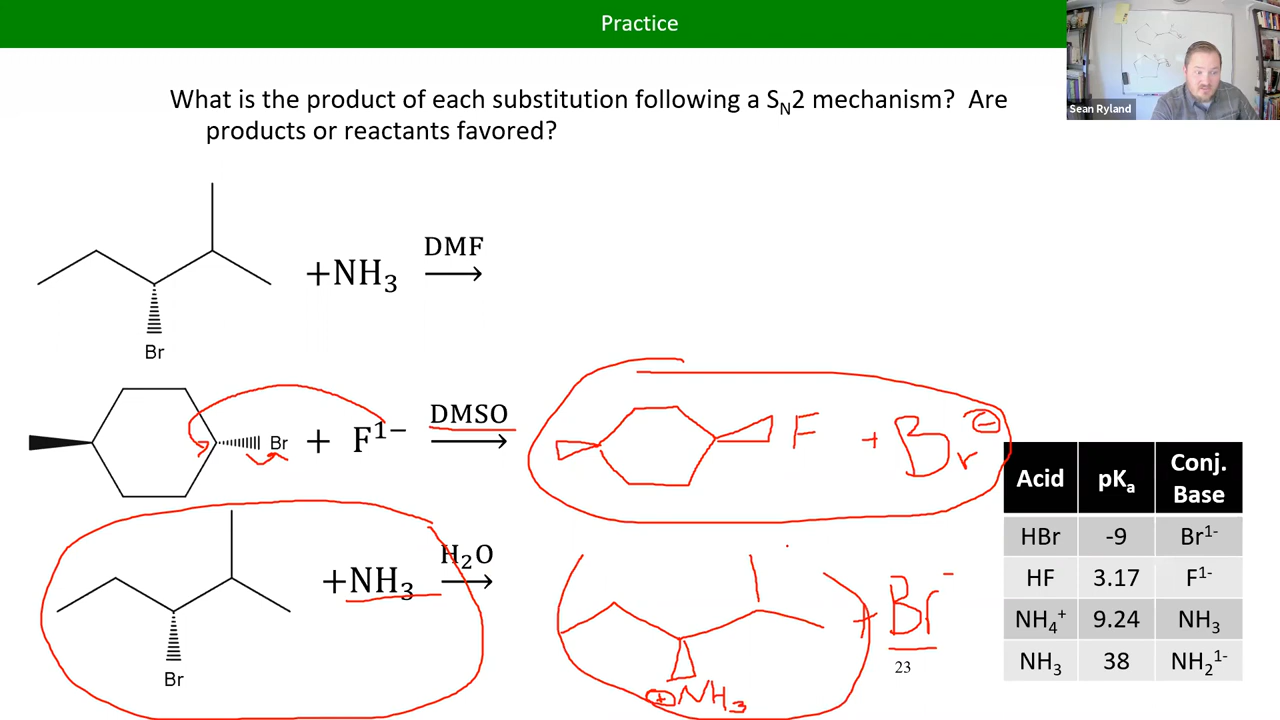 Practice
Sean Ryland
What is the product of each substitution following a SN2 mechanism? Are
products or reactants favored?
Br
+NH3
DMF
⟶
Br
+ F1−
DMSO
⟶
F
+ Br⊖
Br
+NH3
H2O
⟶
⊕NH3
+ Br−
23
Acid pKa Conj. Base
HBr -9 Br1-
HF 3.17 F1-
NH4+ 9.24 NH3
NH3 38 NH21-